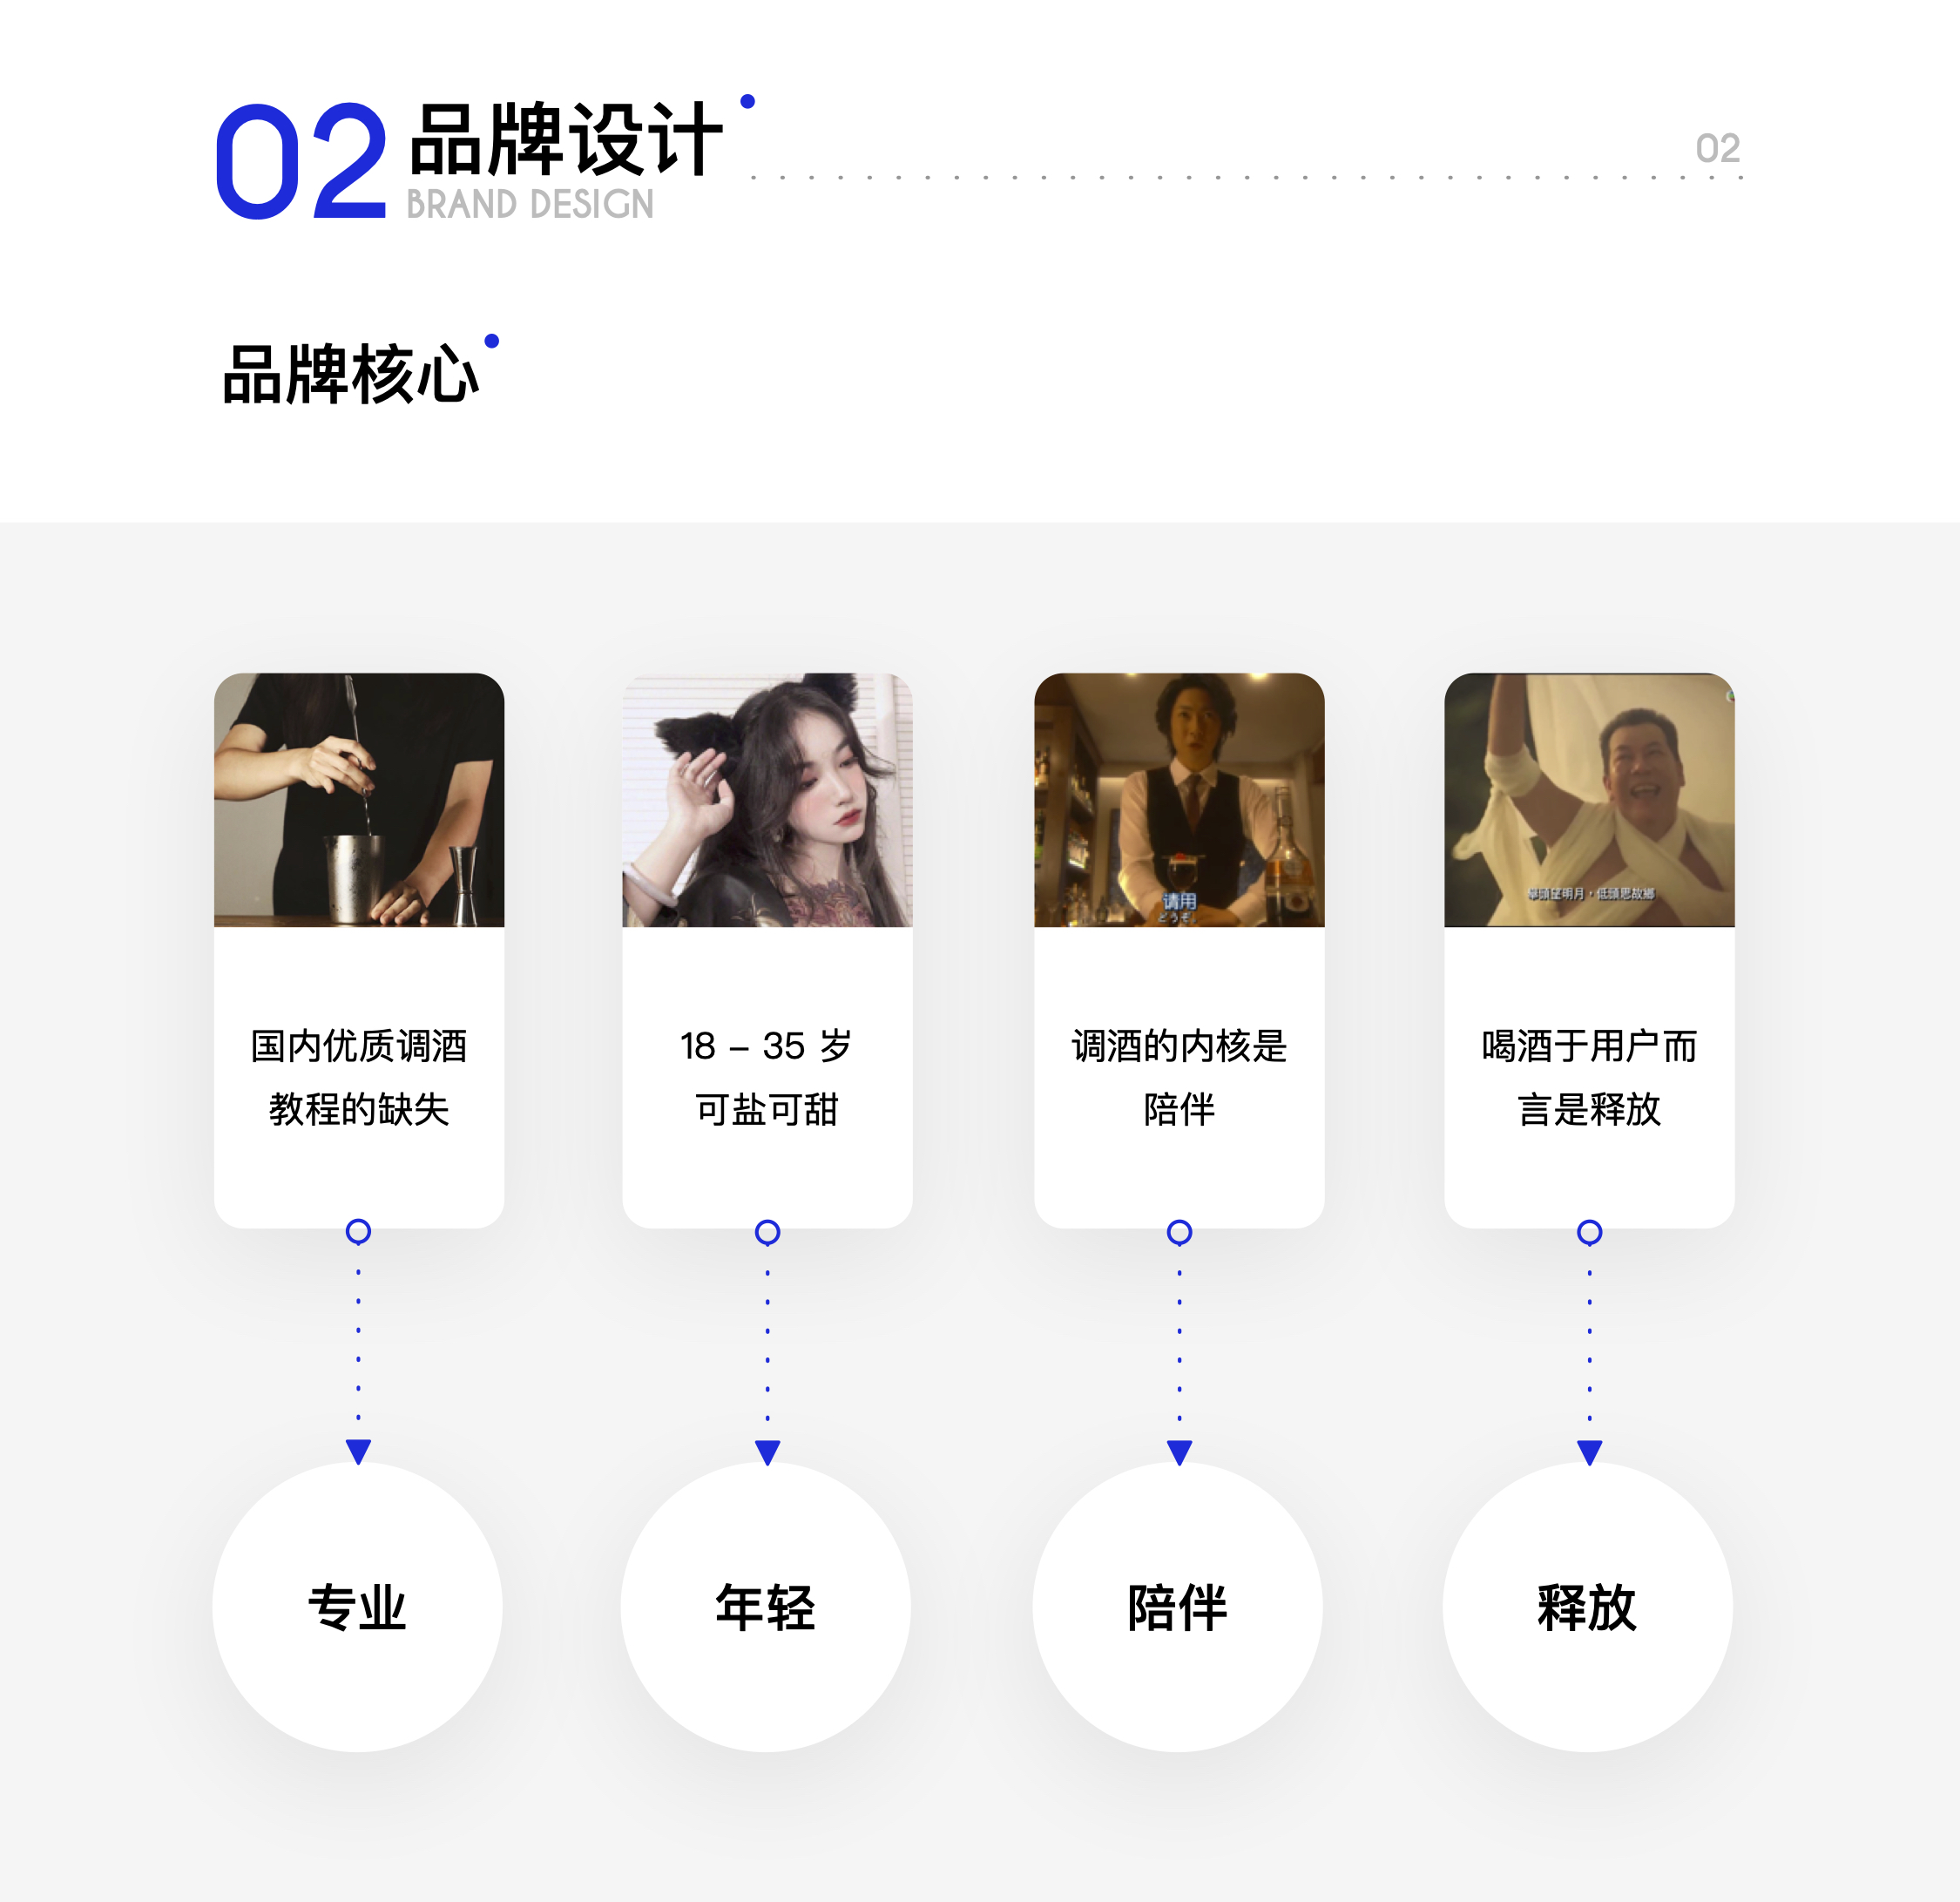 02 品牌设计
BRAND DESIGN
02
品牌核心
请用
どうぞ
舉頭望明月，低頭思故鄉
国内优质调酒
教程的缺失
18 – 35 岁
可盐可甜
调酒的内核是
陪伴
喝酒于用户而
言是释放
专业
年轻
陪伴
释放